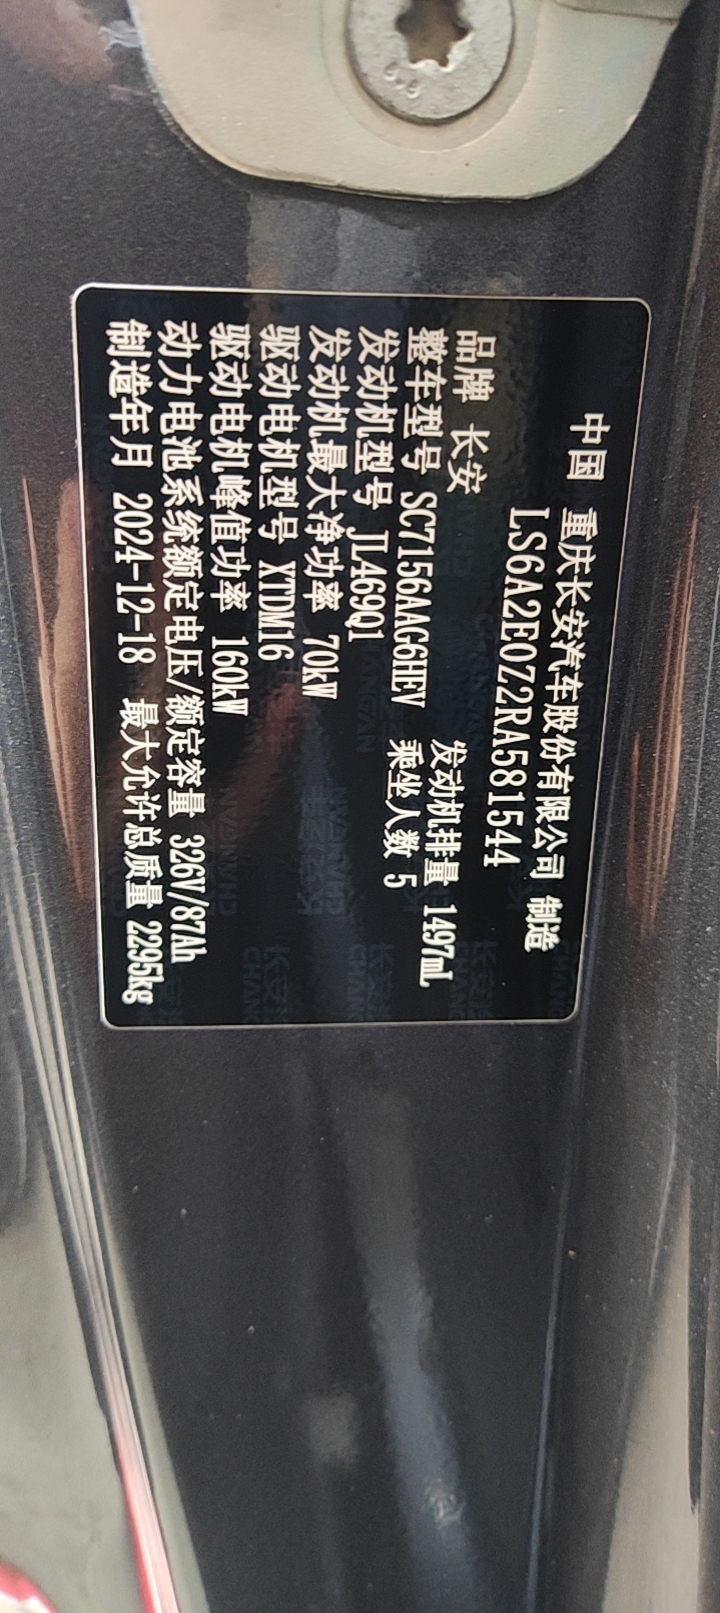 中国 重庆长安汽车股份有限公司 制造
LS6A2E0Z2RA581544
品牌 长安
整车型号 SC7156AAG6HEV 发动机排量 1497mL
发动机型号 JL469Q1 乘坐人数 5
发动机最大净功率 70kW
驱动电机型号 XTDM16
驱动电机峰值功率 160kW
动力电池系统额定电压/额定容量 326V/87Ah
制造年月 2024-12-18 最大允许总质量 2295kg